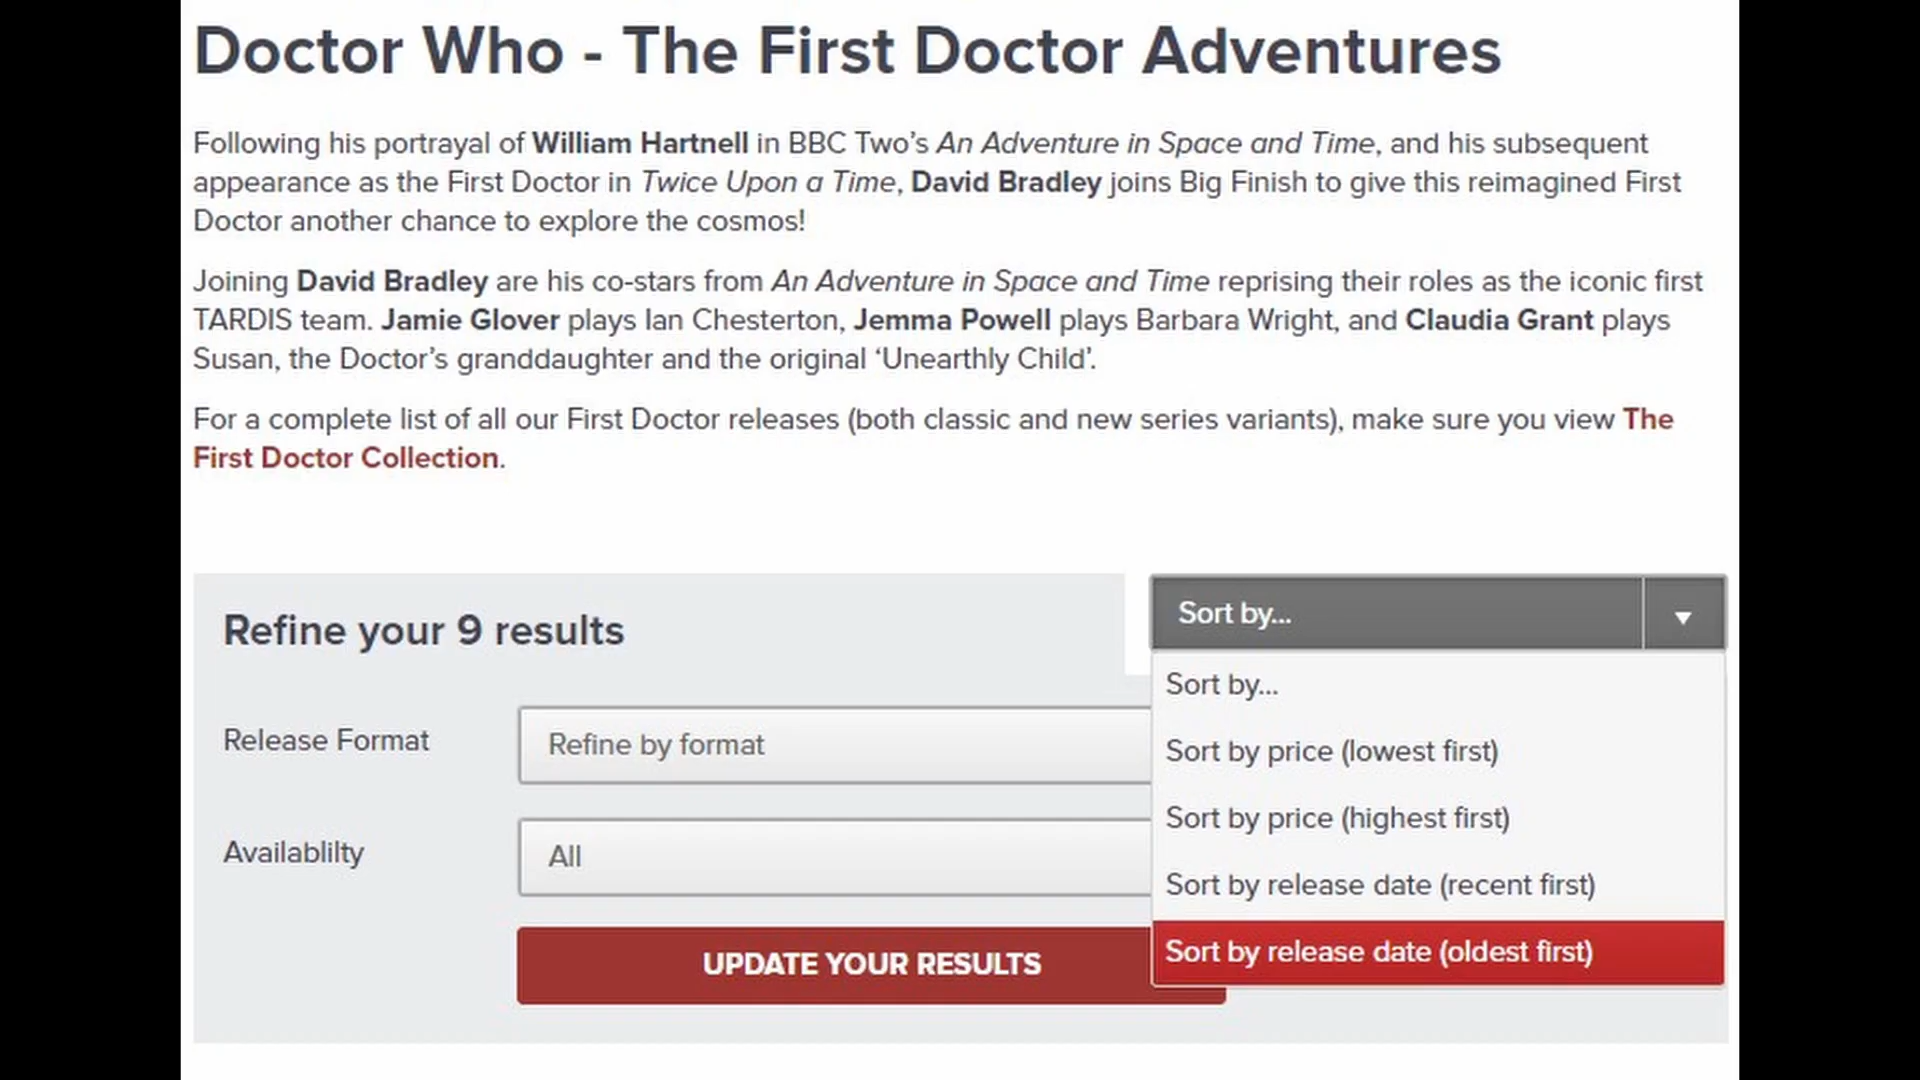 Doctor Who - The First Doctor Adventures
Following his portrayal of William Hartnell in BBC Two’s An Adventure in Space and Time, and his subsequent
appearance as the First Doctor in Twice Upon a Time, David Bradley joins Big Finish to give this reimagined First
Doctor another chance to explore the cosmos!
Joining David Bradley are his co-stars from An Adventure in Space and Time reprising their roles as the iconic first
TARDIS team. Jamie Glover plays Ian Chesterton, Jemma Powell plays Barbara Wright, and Claudia Grant plays
Susan, the Doctor’s granddaughter and the original ‘Unearthly Child’.
For a complete list of all our First Doctor releases (both classic and new series variants), make sure you view The
First Doctor Collection.
Refine your 9 results
Release Format
Refine by format
Availablilty
All
UPDATE YOUR RESULTS
Sort by...
Sort by...
Sort by price (lowest first)
Sort by price (highest first)
Sort by release date (recent first)
Sort by release date (oldest first)